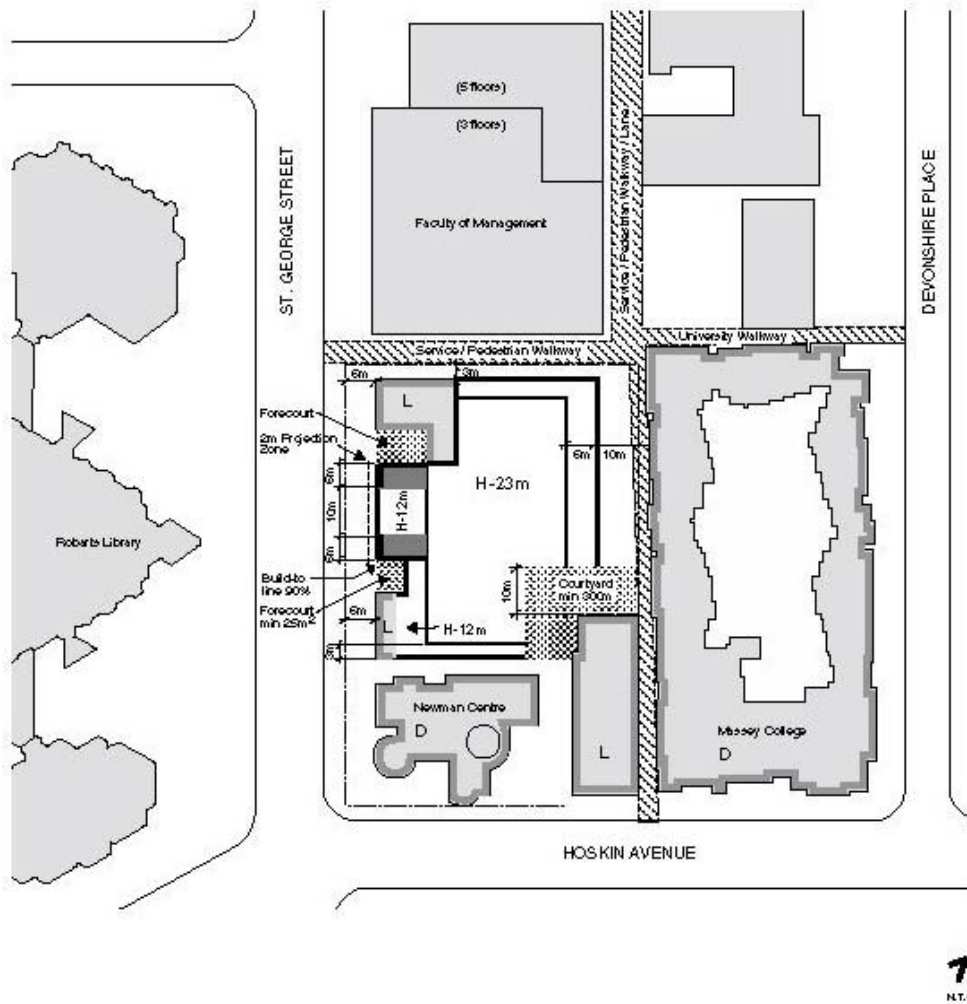 (5 floors)
(3 floors)
Faculty of Management
ST. GEORGE STREET
Service / Pedestrian Walkway / Lane
DEVONSHIRE PLACE
University Walkway
Service / Pedestrian Walkway
6m
3m
L
Forecourt
2m Projection
Zone
6m
10m
6m
H-12m
H-23m
6m
10m
Roberts Library
Build-to
line 90%
Forecourt
min 25m²
6m
L
H-12m
3m
10m
Courtyard
min 300m
Newman Centre
D
L
Massey College
D
HOSKIN AVENUE